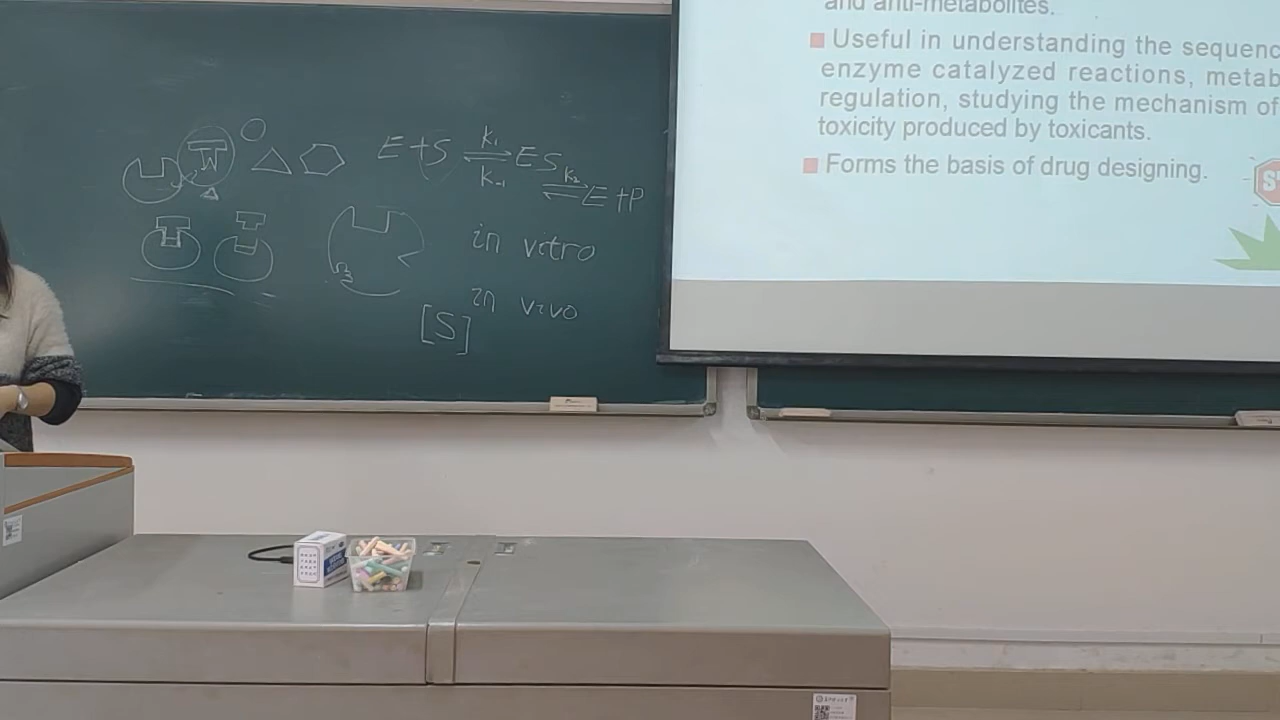 E+S k₁ ⇌ k₋₁ ES k₂ ⇌ E+P
in vitro
in vivo
[S]
and anti-metabolites.
Useful in understanding the sequenc
enzyme catalyzed reactions, metab
regulation, studying the mechanism of
toxicity produced by toxicants.
Forms the basis of drug designing.